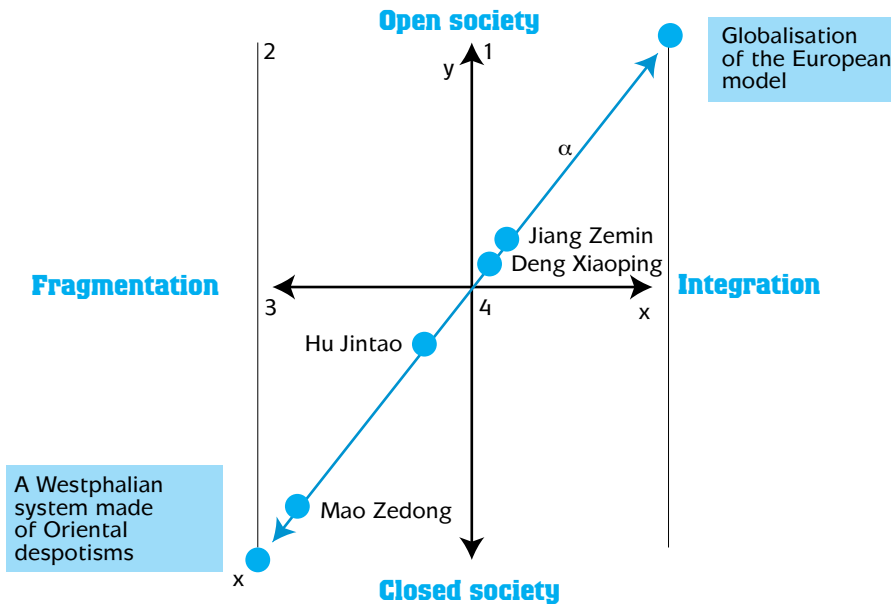 Open society
2
1
y
Globalisation
of the European
model
α
Jiang Zemin
Deng Xiaoping
Fragmentation
Integration
3
4
x
Hu Jintao
A Westphalian
system made
of Oriental
despotisms
Mao Zedong
x
Closed society